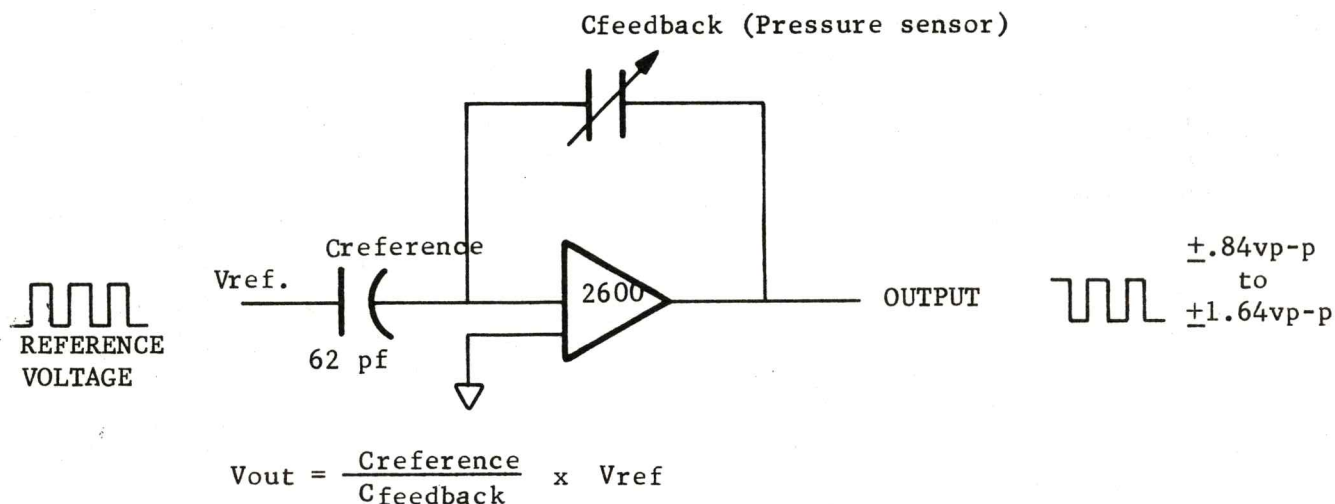 Cfeedback (Pressure sensor)
Creference
Vref.
2600
OUTPUT
±.84vp-p
to
±1.64vp-p
REFERENCE
VOLTAGE
62 pf
Vout = Creference
Cfeedback x Vref